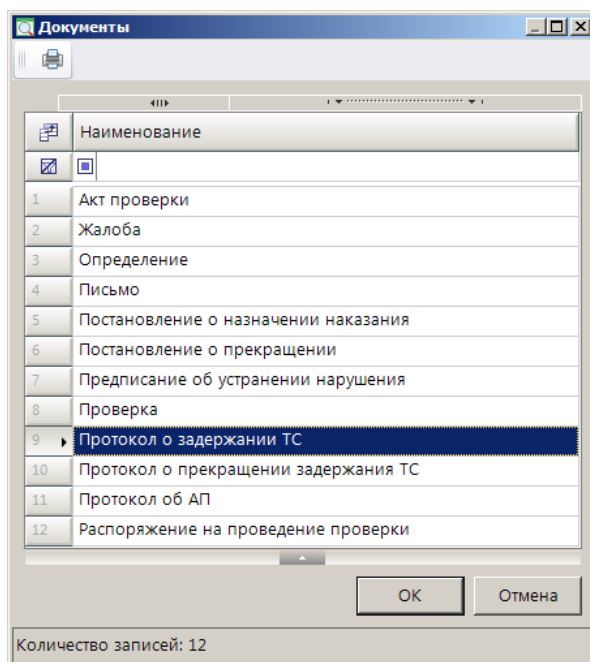 Документы
Наименование
1 Акт проверки
2 Жалоба
3 Определение
4 Письмо
5 Постановление о назначении наказания
6 Постановление о прекращении
7 Предписание об устранении нарушения
8 Проверка
9 Протокол о задержании ТС
10 Протокол о прекращении задержания ТС
11 Протокол об АП
12 Распоряжение на проведение проверки
ОК Отмена
Количество записей: 12